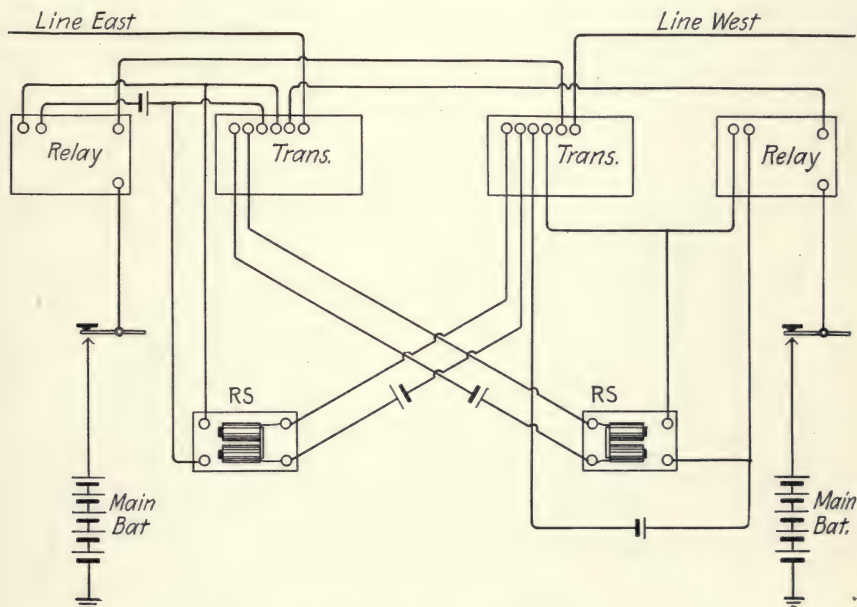 Line East
Line West
Relay
Trans.
Trans.
Relay
RS
RS
Main
Bat
Main
Bat.